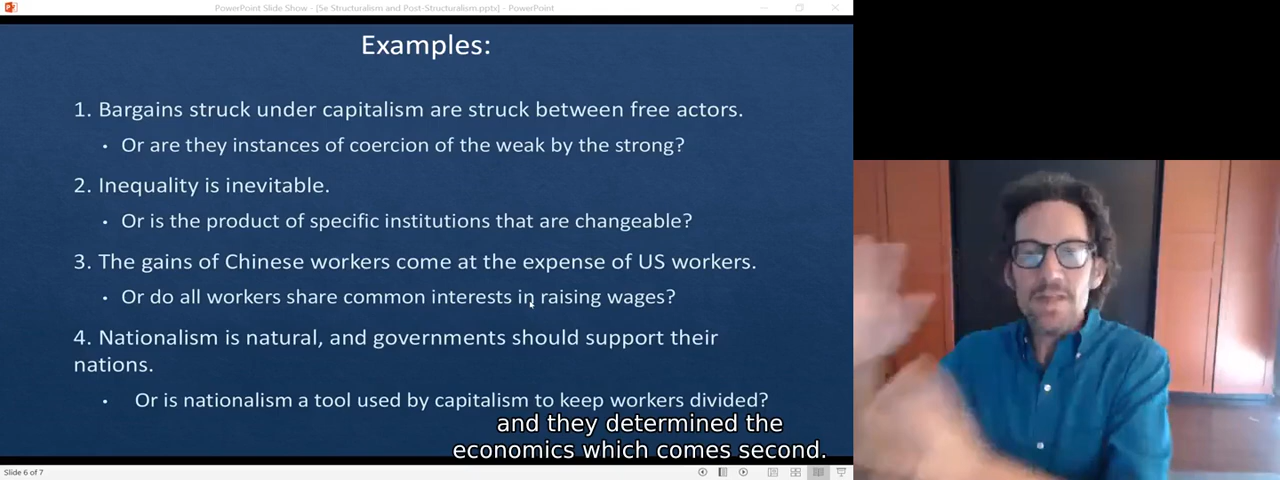 PowerPoint Slide Show - [5e Structuralism and Post-Structuralism.pptx] - PowerPoint
Examples:
1. Bargains struck under capitalism are struck between free actors.
• Or are they instances of coercion of the weak by the strong?
2. Inequality is inevitable.
• Or is the product of specific institutions that are changeable?
3. The gains of Chinese workers come at the expense of US workers.
• Or do all workers share common interests in raising wages?
4. Nationalism is natural, and governments should support their
nations.
• Or is nationalism a tool used by capitalism to keep workers divided?
and they determined the
economics which comes second.
Slide 6 of 7